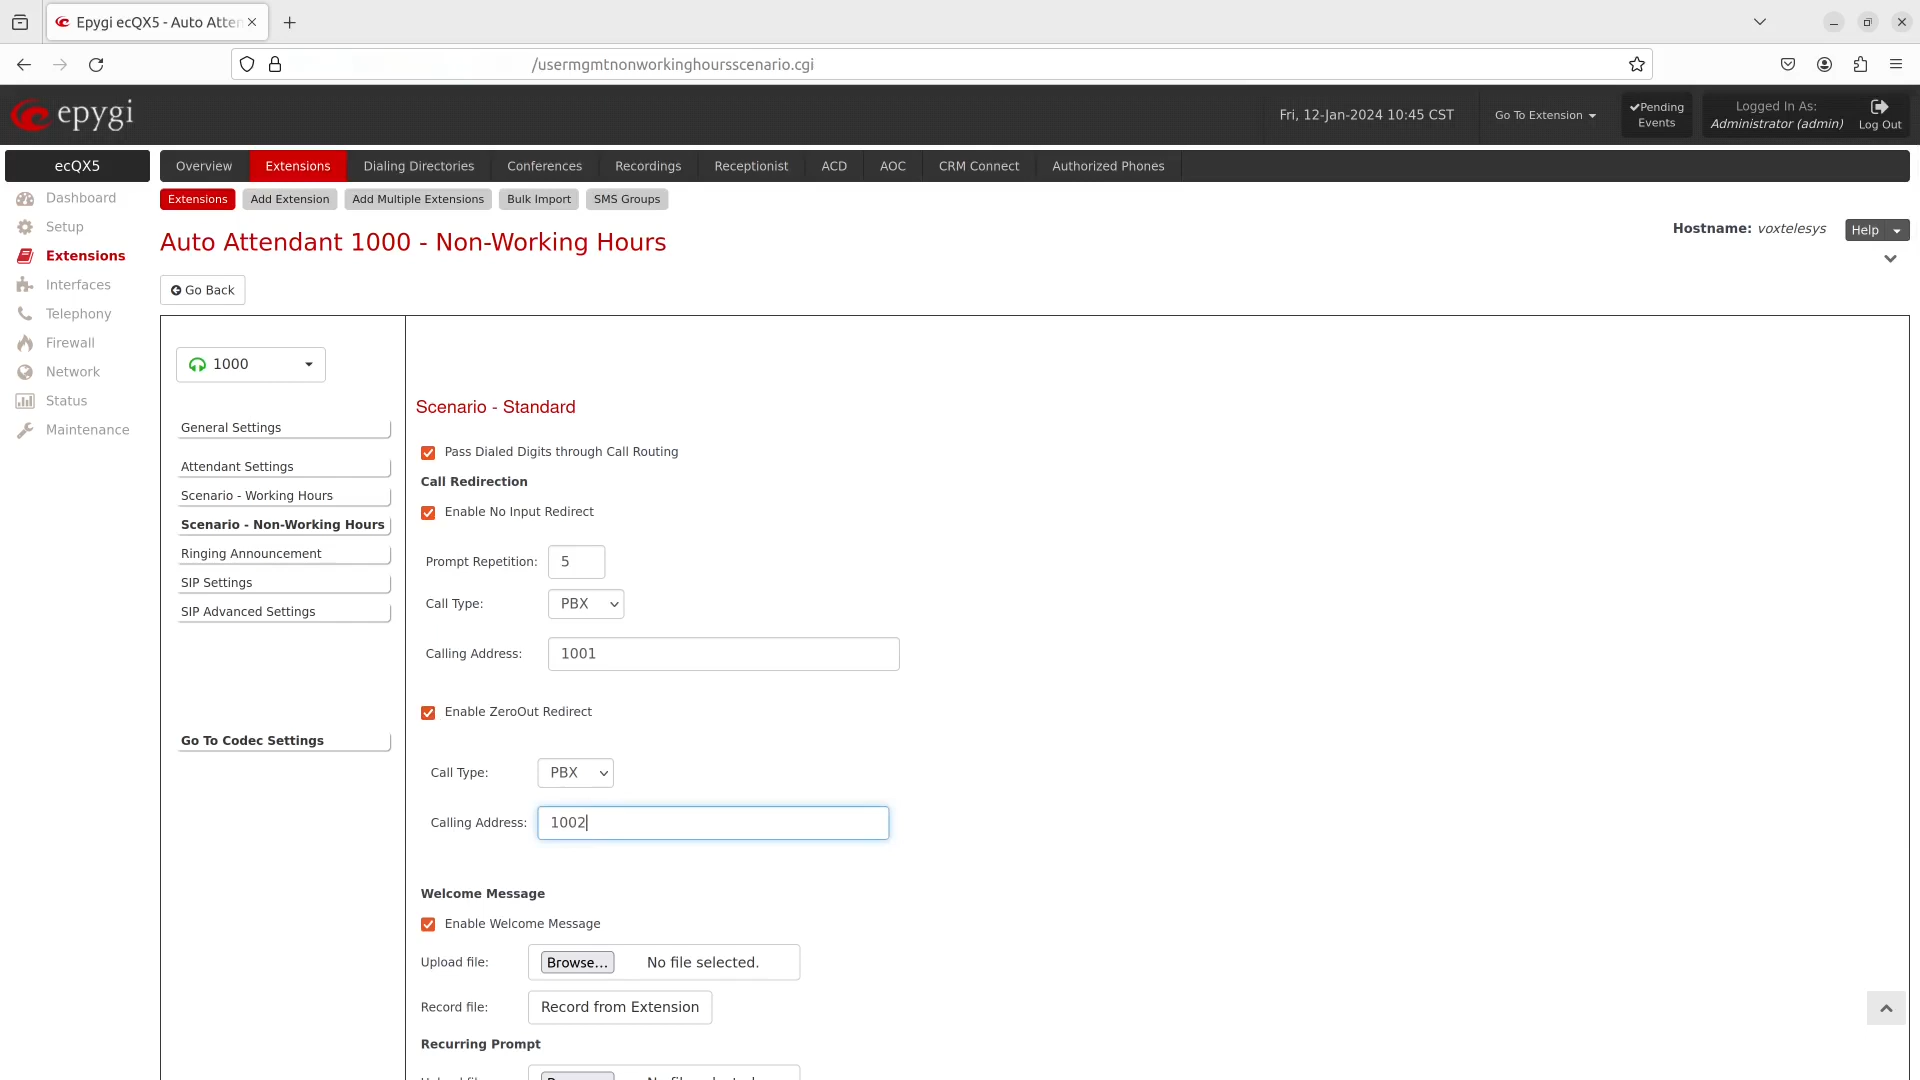 Epygi ecQX5 - Auto Atten
/usermgmtnonworkinghoursscenario.cgi
epygi
Fri, 12-Jan-2024 10:45 CST
Go To Extension
Pending
Events
Logged In As:
Administrator (admin)
Log Out
ecQX5
Overview
Extensions
Dialing Directories
Conferences
Recordings
Receptionist
ACD
AOC
CRM Connect
Authorized Phones
Dashboard
Setup
Extensions
Interfaces
Telephony
Firewall
Network
Status
Maintenance
Extensions
Add Extension
Add Multiple Extensions
Bulk Import
SMS Groups
Auto Attendant 1000 - Non-Working Hours
Hostname: voxtelesys
Help
Go Back
1000
General Settings
Attendant Settings
Scenario - Working Hours
Scenario - Non-Working Hours
Ringing Announcement
SIP Settings
SIP Advanced Settings
Go To Codec Settings
Scenario - Standard
Pass Dialed Digits through Call Routing
Call Redirection
Enable No Input Redirect
Prompt Repetition: 5
Call Type: PBX
Calling Address: 1001
Enable ZeroOut Redirect
Call Type: PBX
Calling Address: 1002
Welcome Message
Enable Welcome Message
Upload file: Browse... No file selected.
Record file: Record from Extension
Recurring Prompt